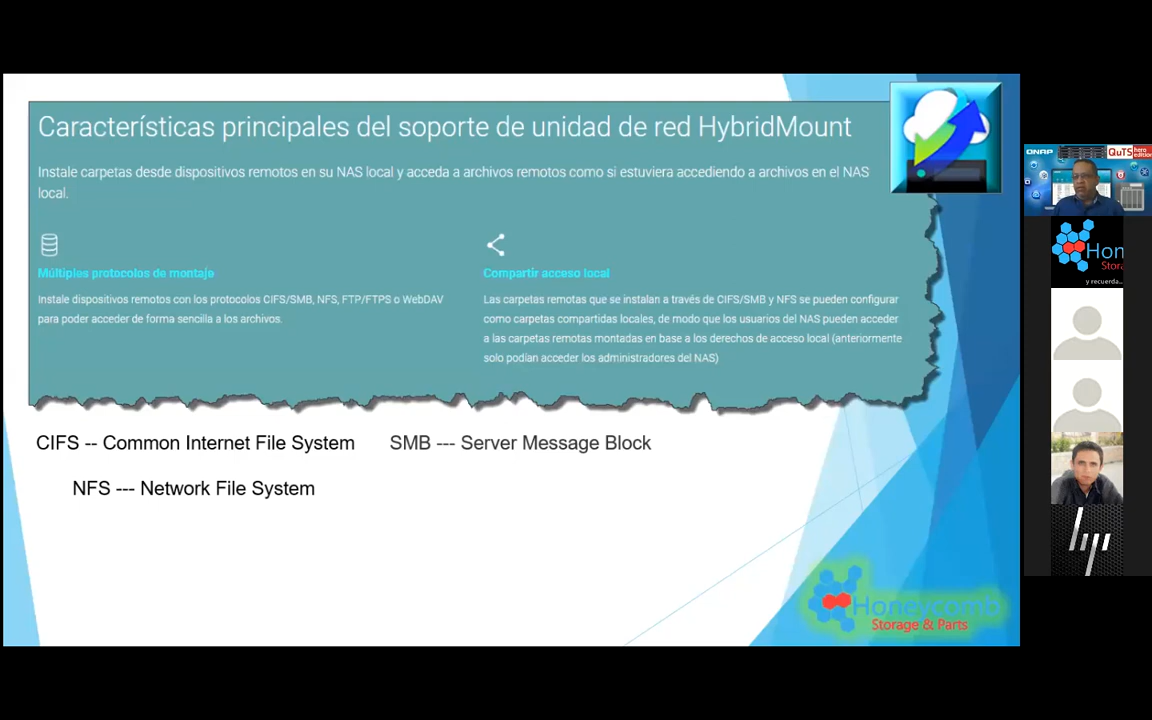 Características principales del soporte de unidad de red HybridMount
Instale carpetas desde dispositivos remotos en su NAS local y acceda a archivos remotos como si estuviera accediendo a archivos en el NAS
local.
Múltiples protocolos de montaje
Instale dispositivos remotos con los protocolos CIFS/SMB, NFS, FTP/FTPS o WebDAV
para poder acceder de forma sencilla a los archivos.
Compartir acceso local
Las carpetas remotas que se instalan a través de CIFS/SMB y NFS se pueden configurar
como carpetas compartidas locales, de modo que los usuarios del NAS pueden acceder
a las carpetas remotas montadas en base a los derechos de acceso local (anteriormente
solo podían acceder los administradores del NAS)
CIFS -- Common Internet File System
SMB --- Server Message Block
NFS --- Network File System
Honeycomb
Storage & Parts
QNAP
QuTS
hero
edition
Hon
Stora
y recuerda...